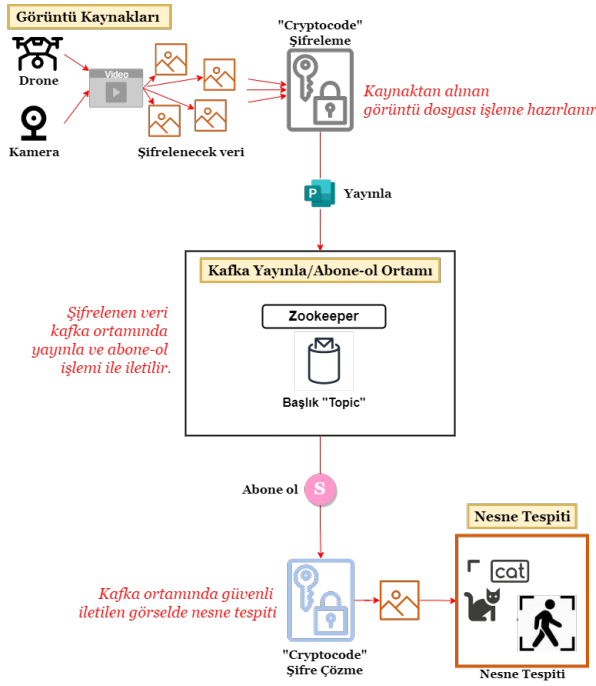 Görüntü Kaynakları
Drone
Video
Kamera
Şifrelenecek veri
"Cryptocode"
Şifreleme
Kaynaktan alınan
görüntü dosyası işleme hazırlanır
P
Yayınla
Kafka Yayınla/Abone-ol Ortamı
Zookeeper
Başlık "Topic"
Şifrelenen veri
kafka ortamında
yayınla ve abone-ol
işlemi ile iletilir.
Abone ol
S
Kafka ortamında güvenli
iletilen görselde nesne tespiti
"Cryptocode"
Şifre Çözme
Nesne Tespiti
cat
Nesne Tespiti